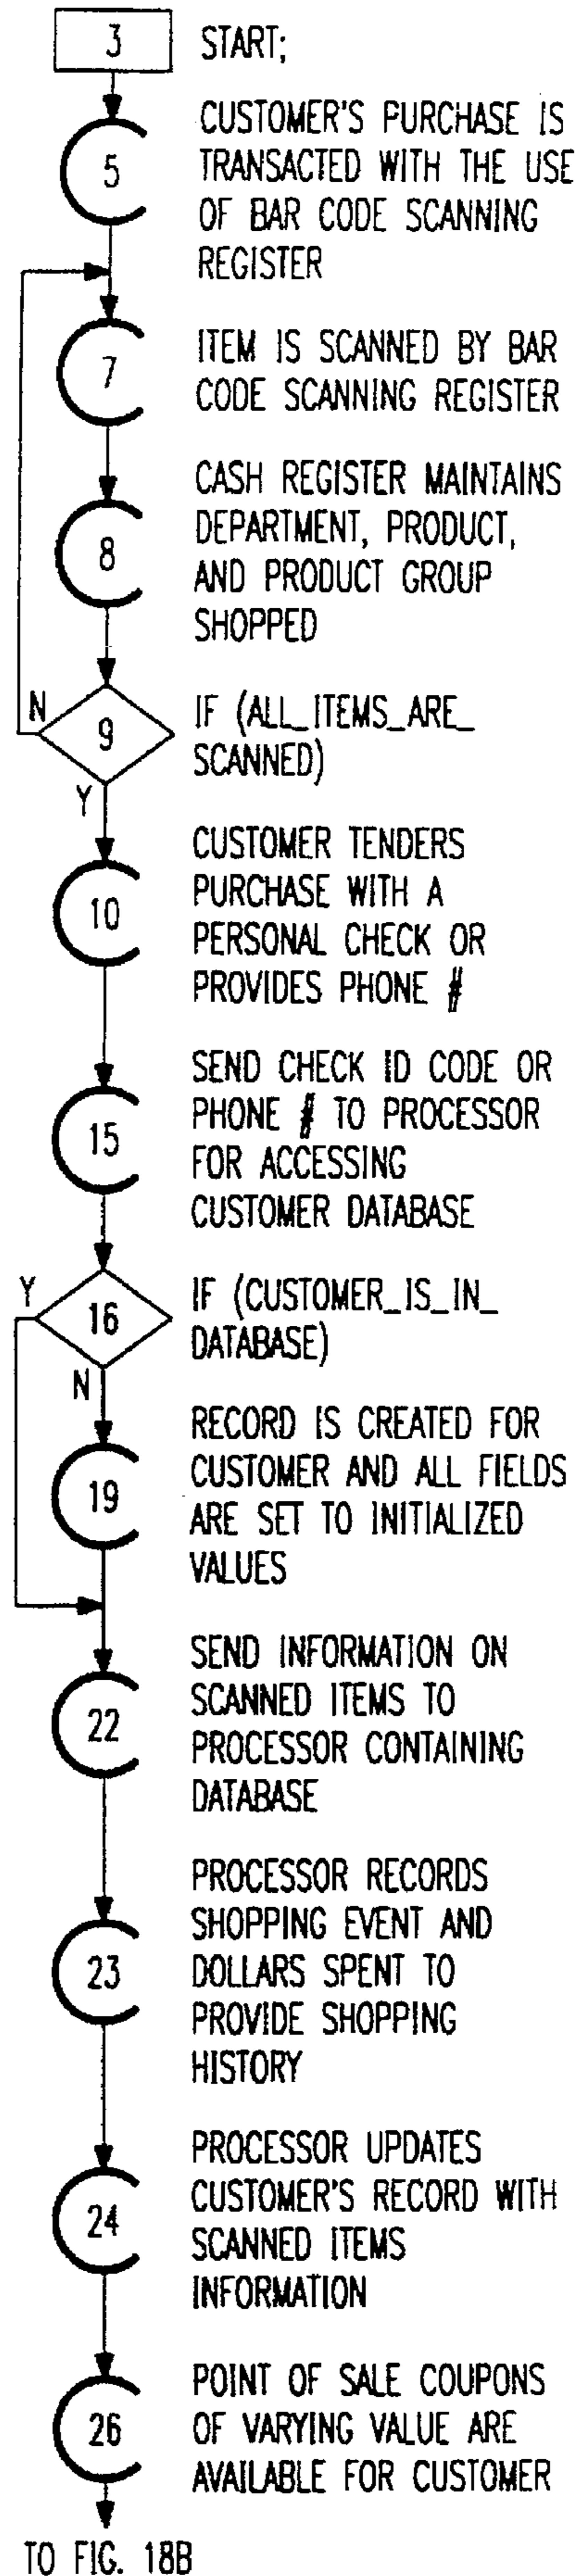 3 START;
5 CUSTOMER'S PURCHASE IS
TRANSACTED WITH THE USE
OF BAR CODE SCANNING
REGISTER
7 ITEM IS SCANNED BY BAR
CODE SCANNING REGISTER
8 CASH REGISTER MAINTAINS
DEPARTMENT, PRODUCT,
AND PRODUCT GROUP
SHOPPED
N 9 IF (ALL_ITEMS_ARE_
SCANNED)
Y
10 CUSTOMER TENDERS
PURCHASE WITH A
PERSONAL CHECK OR
PROVIDES PHONE #
15 SEND CHECK ID CODE OR
PHONE # TO PROCESSOR
FOR ACCESSING
CUSTOMER DATABASE
Y 16 IF (CUSTOMER_IS_IN_
DATABASE)
N
19 RECORD IS CREATED FOR
CUSTOMER AND ALL FIELDS
ARE SET TO INITIALIZED
VALUES
22 SEND INFORMATION ON
SCANNED ITEMS TO
PROCESSOR CONTAINING
DATABASE
23 PROCESSOR RECORDS
SHOPPING EVENT AND
DOLLARS SPENT TO
PROVIDE SHOPPING
HISTORY
24 PROCESSOR UPDATES
CUSTOMER'S RECORD WITH
SCANNED ITEMS
INFORMATION
26 POINT OF SALE COUPONS
OF VARYING VALUE ARE
AVAILABLE FOR CUSTOMER
TO FIG. 18B